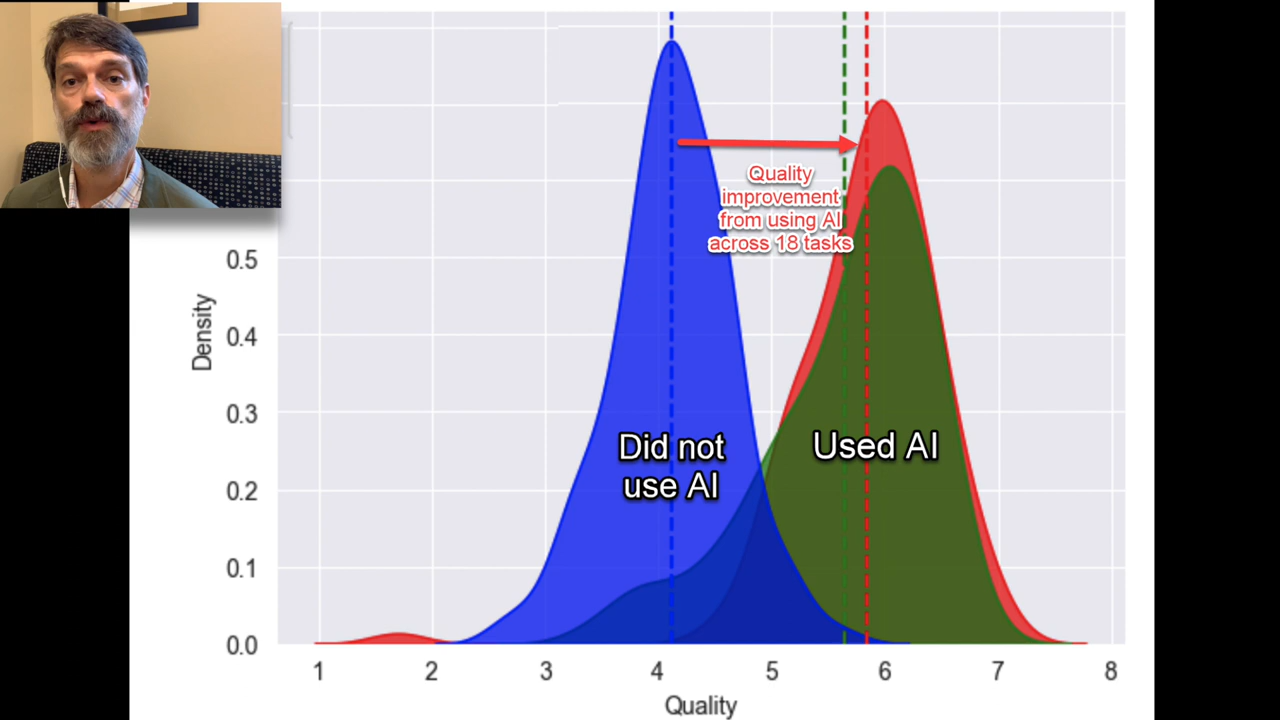 Quality
improvement
from using AI
across 18 tasks
0.5
0.4
0.3
0.2
0.1
0.0
Density
Did not
use AI
Used AI
1 2 3 4 5 6 7 8
Quality